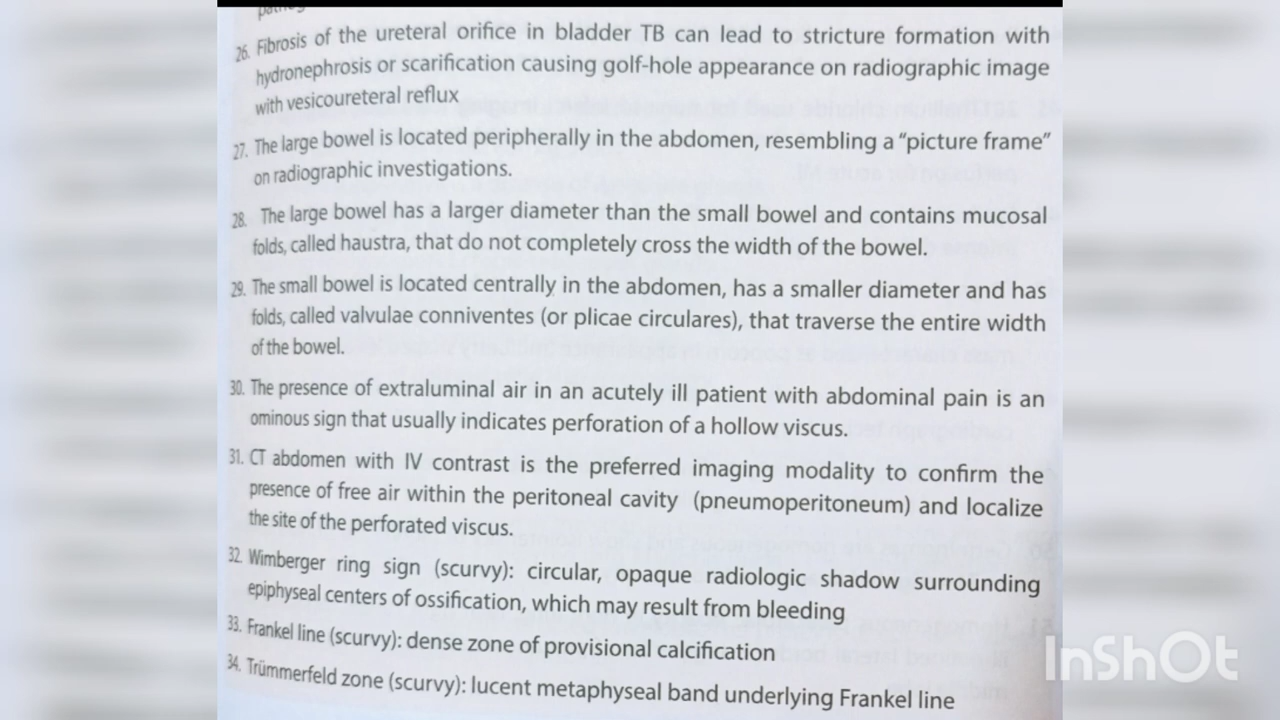 26. Fibrosis of the ureteral orifice in bladder TB can lead to stricture formation with
hydronephrosis or scarification causing golf-hole appearance on radiographic image
with vesicoureteral reflux
27. The large bowel is located peripherally in the abdomen, resembling a “picture frame”
on radiographic investigations.
28. The large bowel has a larger diameter than the small bowel and contains mucosal
folds, called haustra, that do not completely cross the width of the bowel.
29. The small bowel is located centrally in the abdomen, has a smaller diameter and has
folds, called valvulae conniventes (or plicae circulares), that traverse the entire width
of the bowel.
30. The presence of extraluminal air in an acutely ill patient with abdominal pain is an
ominous sign that usually indicates perforation of a hollow viscus.
31. CT abdomen with IV contrast is the preferred imaging modality to confirm the
presence of free air within the peritoneal cavity (pneumoperitoneum) and localize
the site of the perforated viscus.
32. Wimberger ring sign (scurvy): circular, opaque radiologic shadow surrounding
epiphyseal centers of ossification, which may result from bleeding
33. Frankel line (scurvy): dense zone of provisional calcification
34. Trümmerfeld zone (scurvy): lucent metaphyseal band underlying Frankel line
InShOt